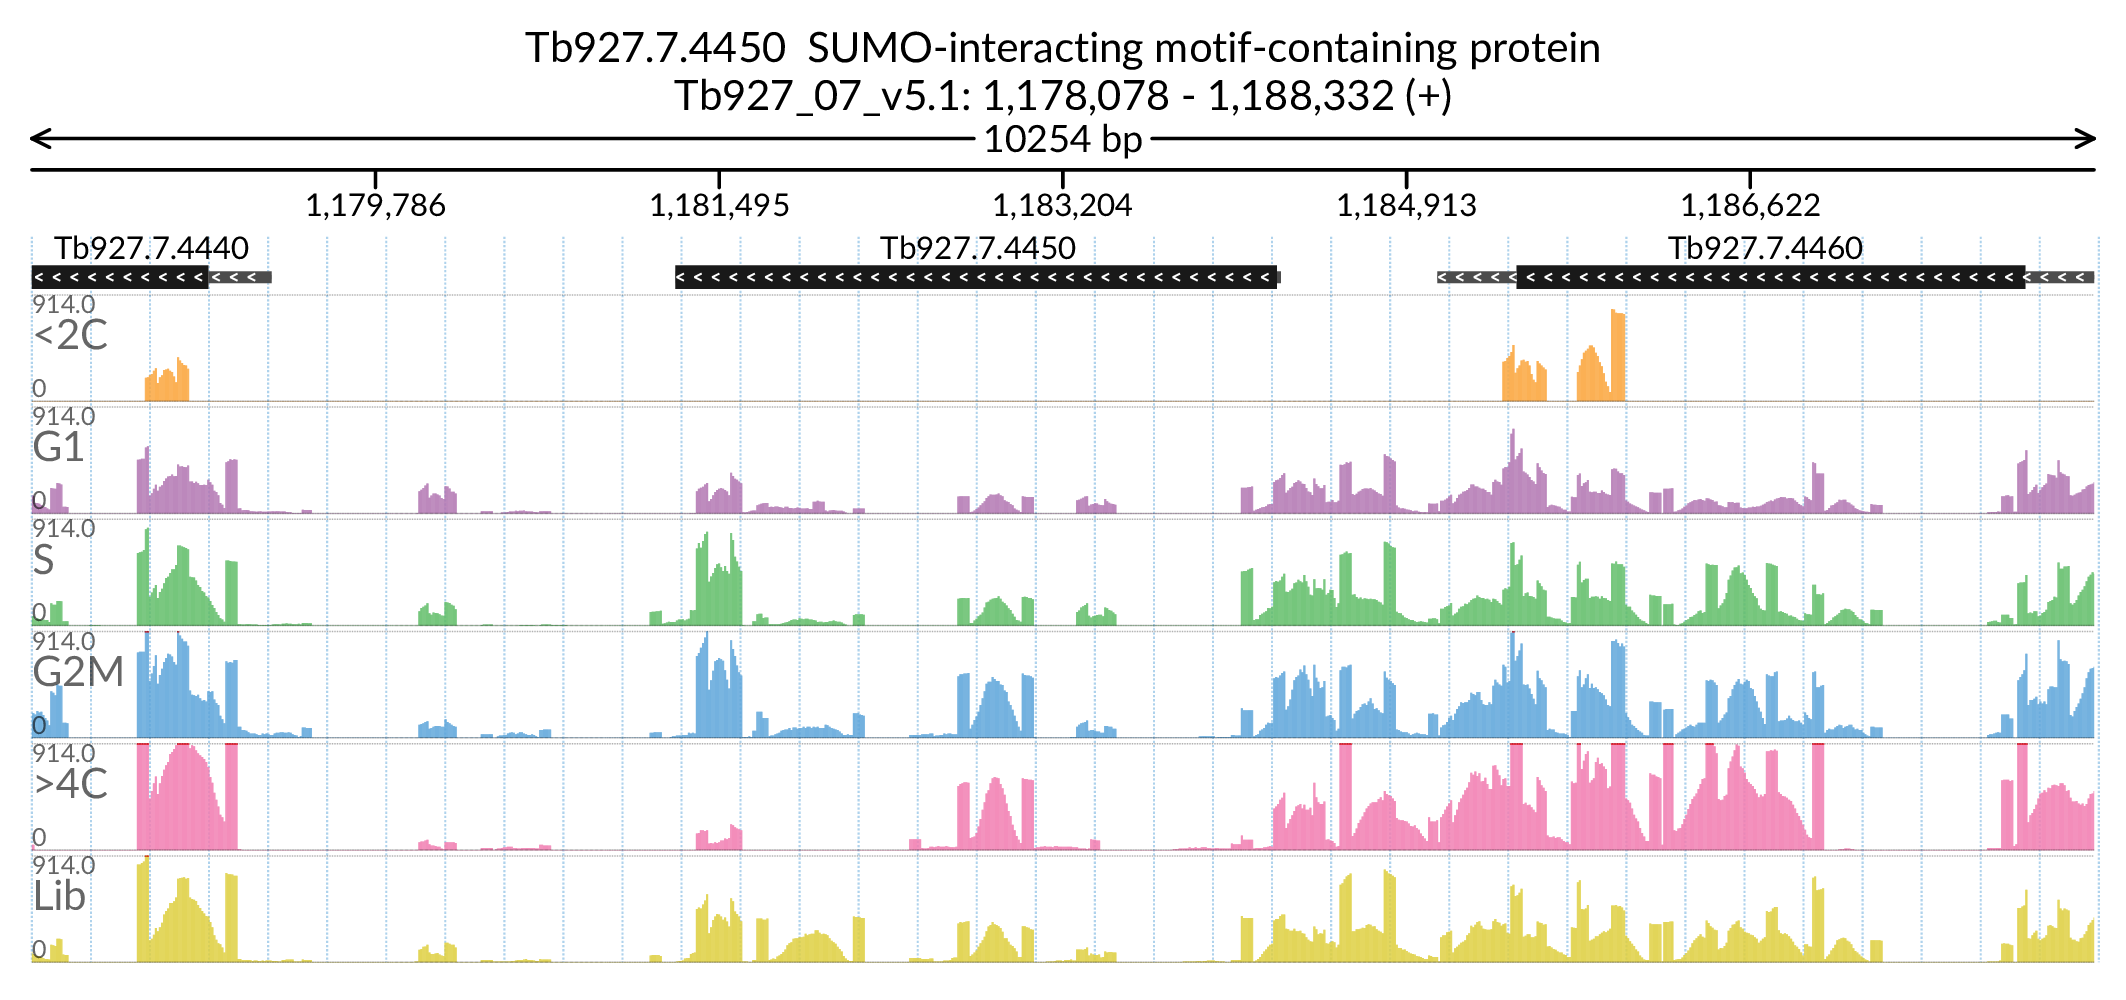 Tb927.7.4450  SUMO-interacting motif-containing protein
Tb927_07_v5.1: 1,178,078 - 1,188,332 (+)
10254 bp
1,179,786 1,181,495 1,183,204 1,184,913 1,186,622
Tb927.7.4440 Tb927.7.4450 Tb927.7.4460
914.0
<2C
0
914.0
G1
0
914.0
S
0
914.0
G2M
0
914.0
>4C
0
914.0
Lib
0